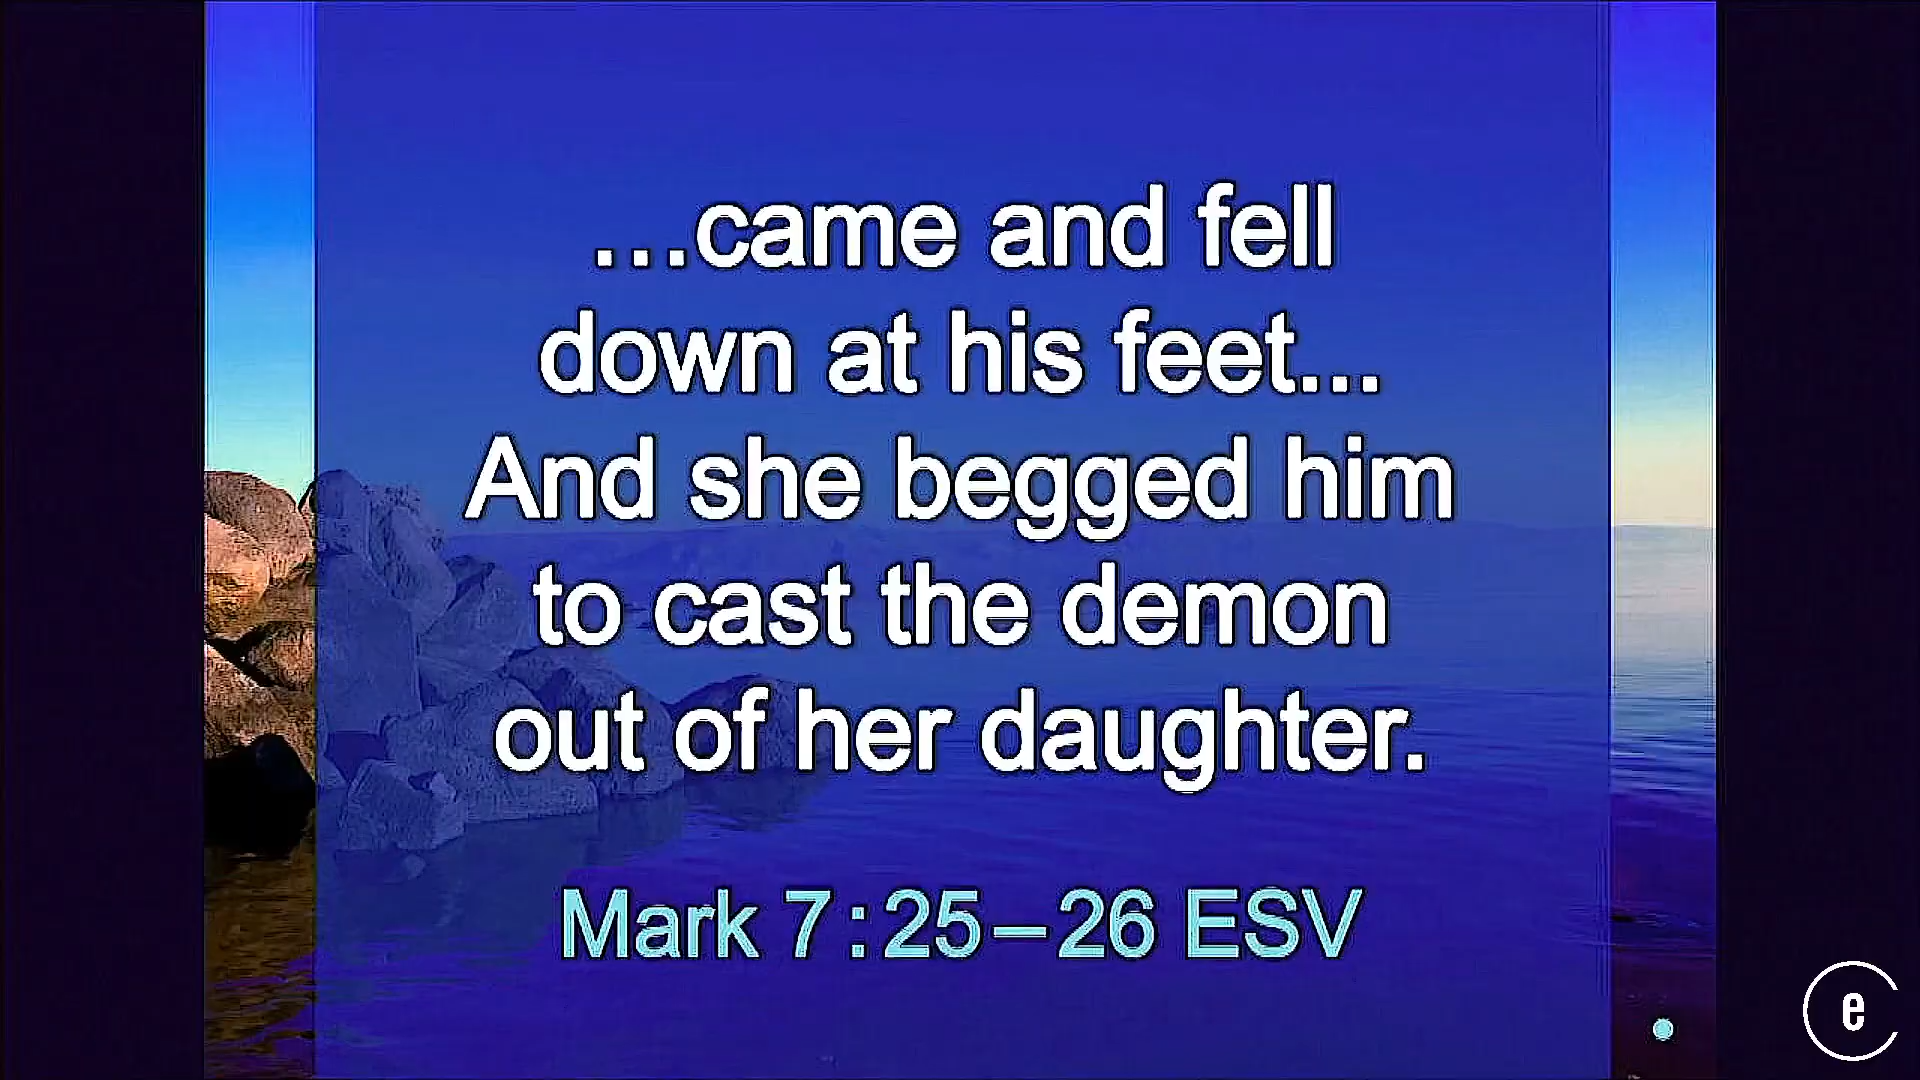 …came and fell
down at his feet...
And she begged him
to cast the demon
out of her daughter.
Mark 7:25–26 ESV
e